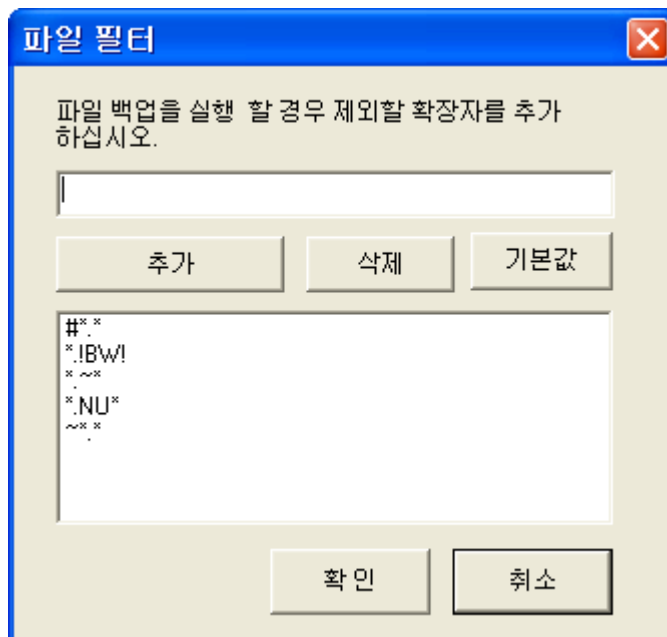 파일 필터
파일 백업을 실행 할 경우 제외할 확장자를 추가
하십시오.
추가 삭제 기본값
#*.*
*.!BW!
*.~*
*.NU*
~*.*
확인 취소